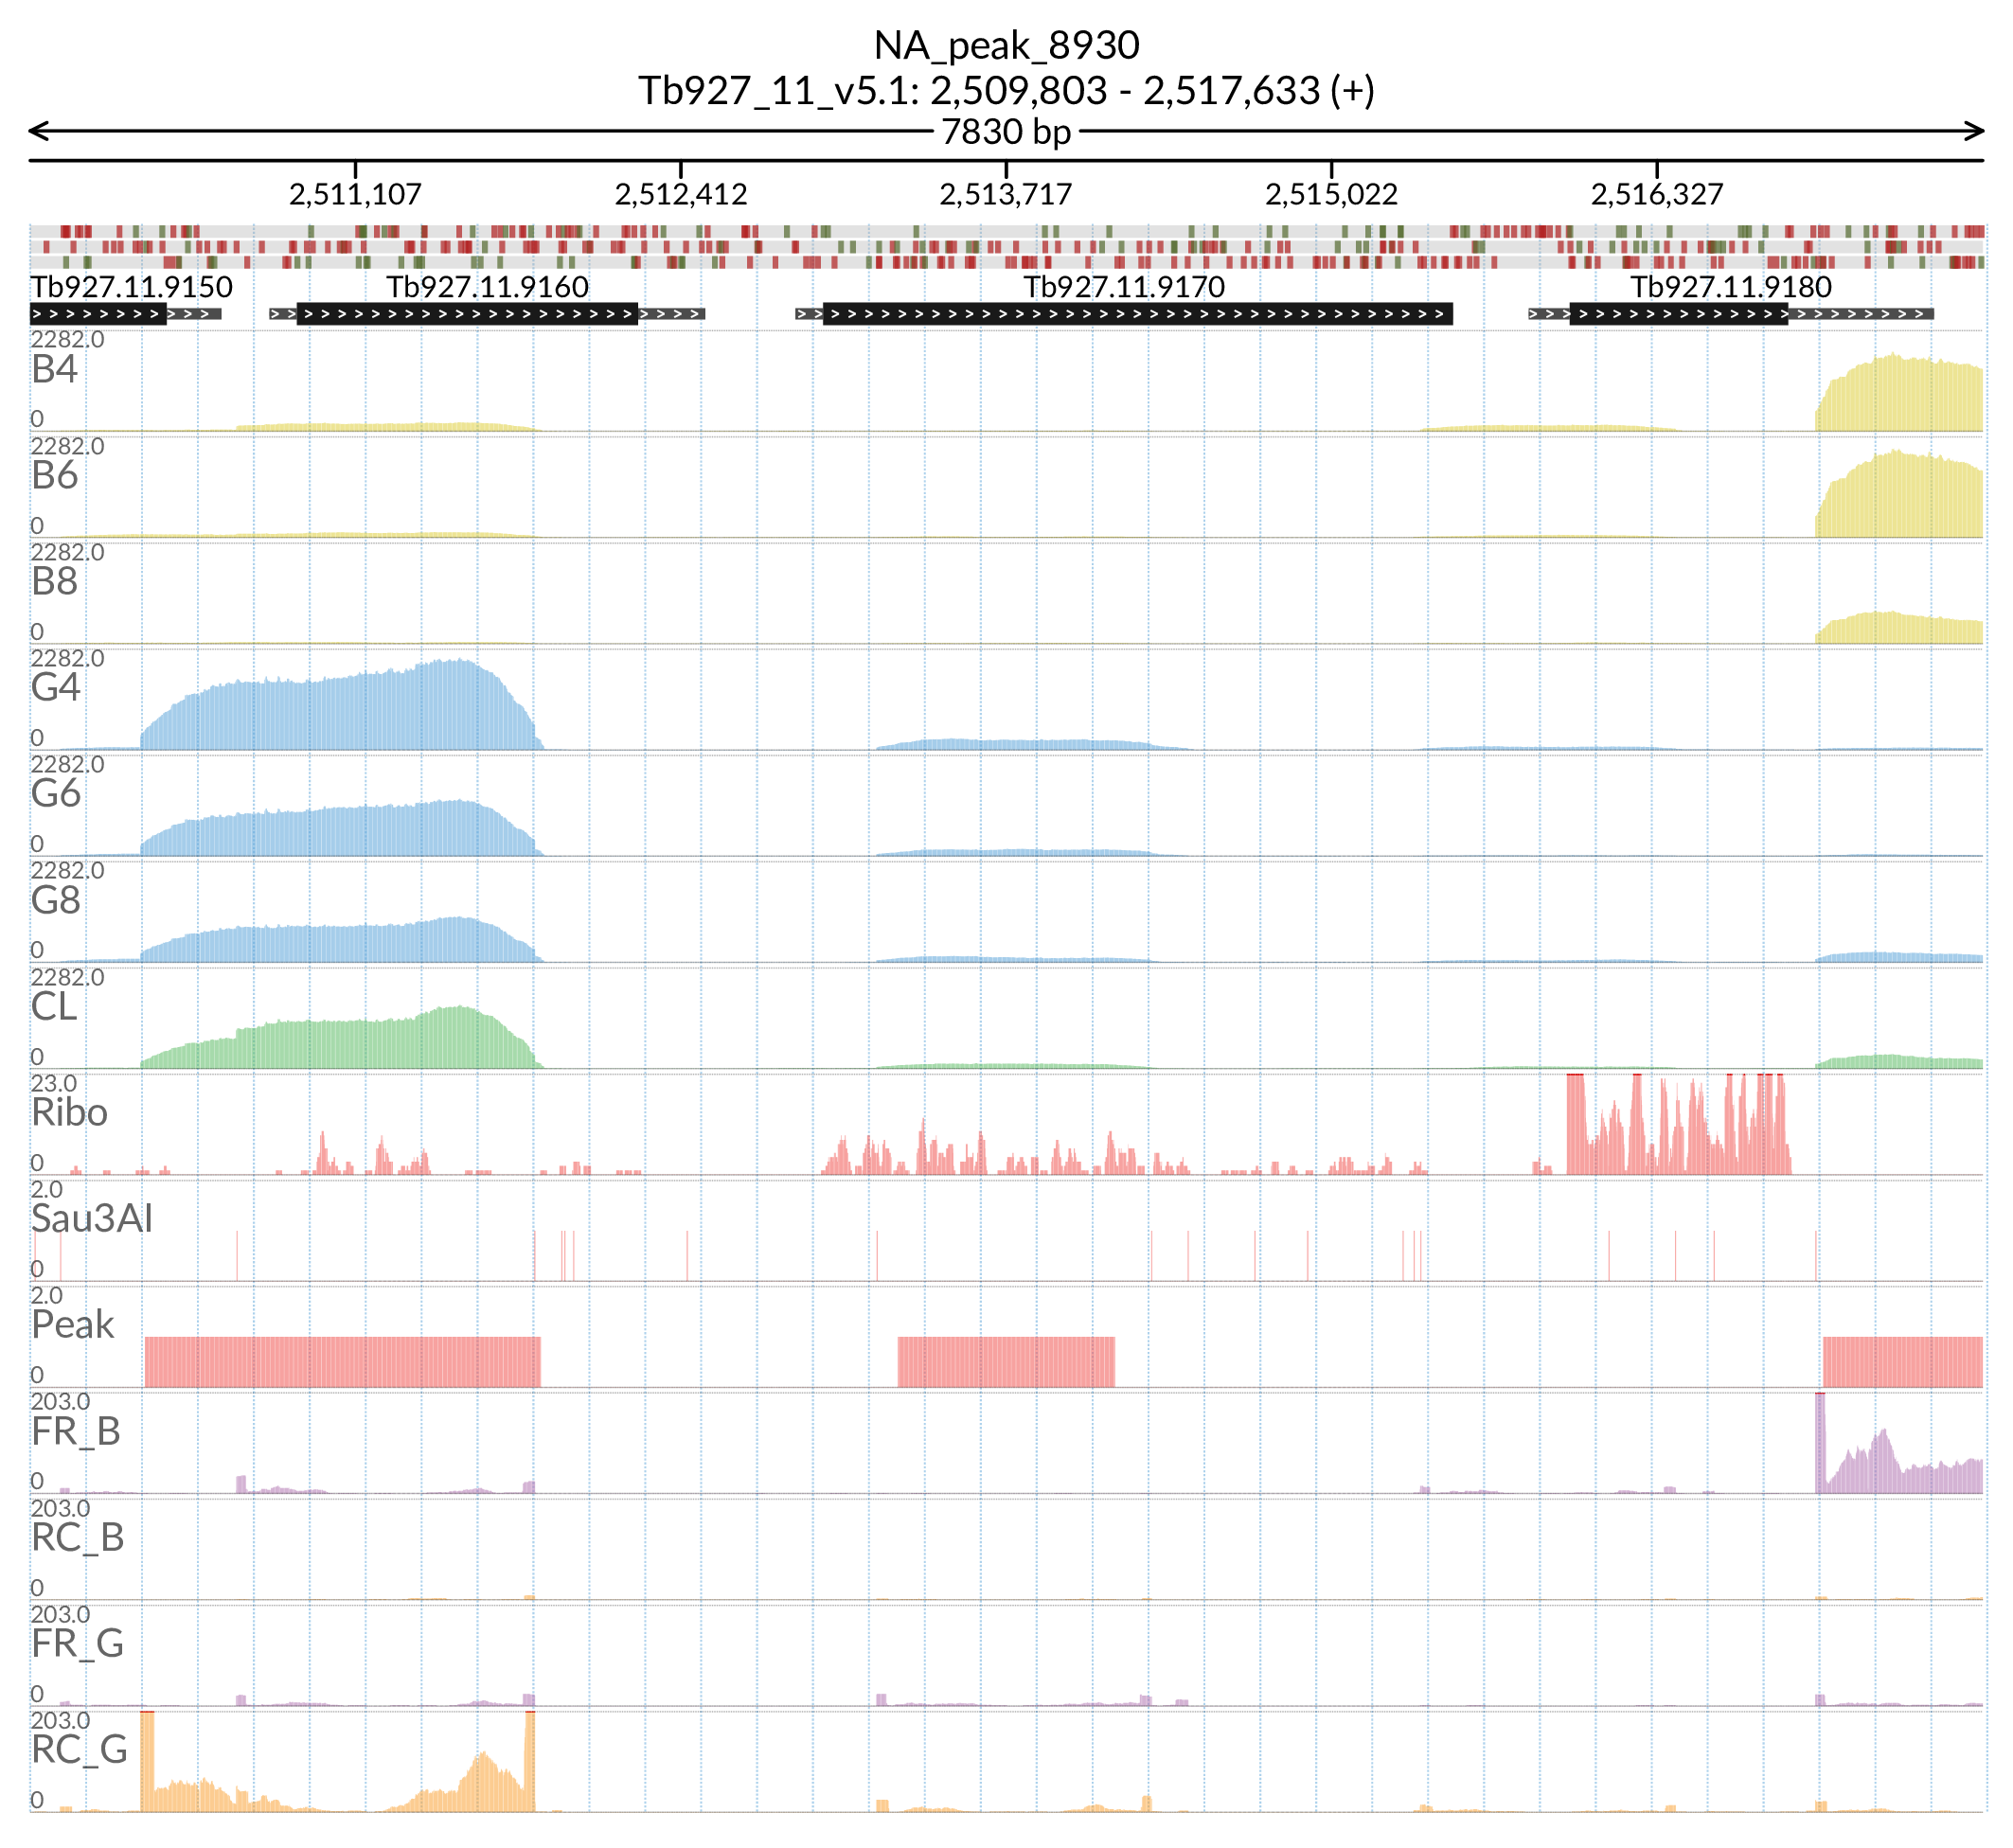 NA_peak_8930
Tb927_11_v5.1: 2,509,803 - 2,517,633 (+)
7830 bp
2,511,107 2,512,412 2,513,717 2,515,022 2,516,327
Tb927.11.9150 Tb927.11.9160 Tb927.11.9170 Tb927.11.9180
2282.0
B4
0
2282.0
B6
0
2282.0
B8
0
2282.0
G4
0
2282.0
G6
0
2282.0
G8
0
2282.0
CL
0
23.0
Ribo
0
2.0
Sau3AI
0
2.0
Peak
0
203.0
FR_B
0
203.0
RC_B
0
203.0
FR_G
0
203.0
RC_G
0